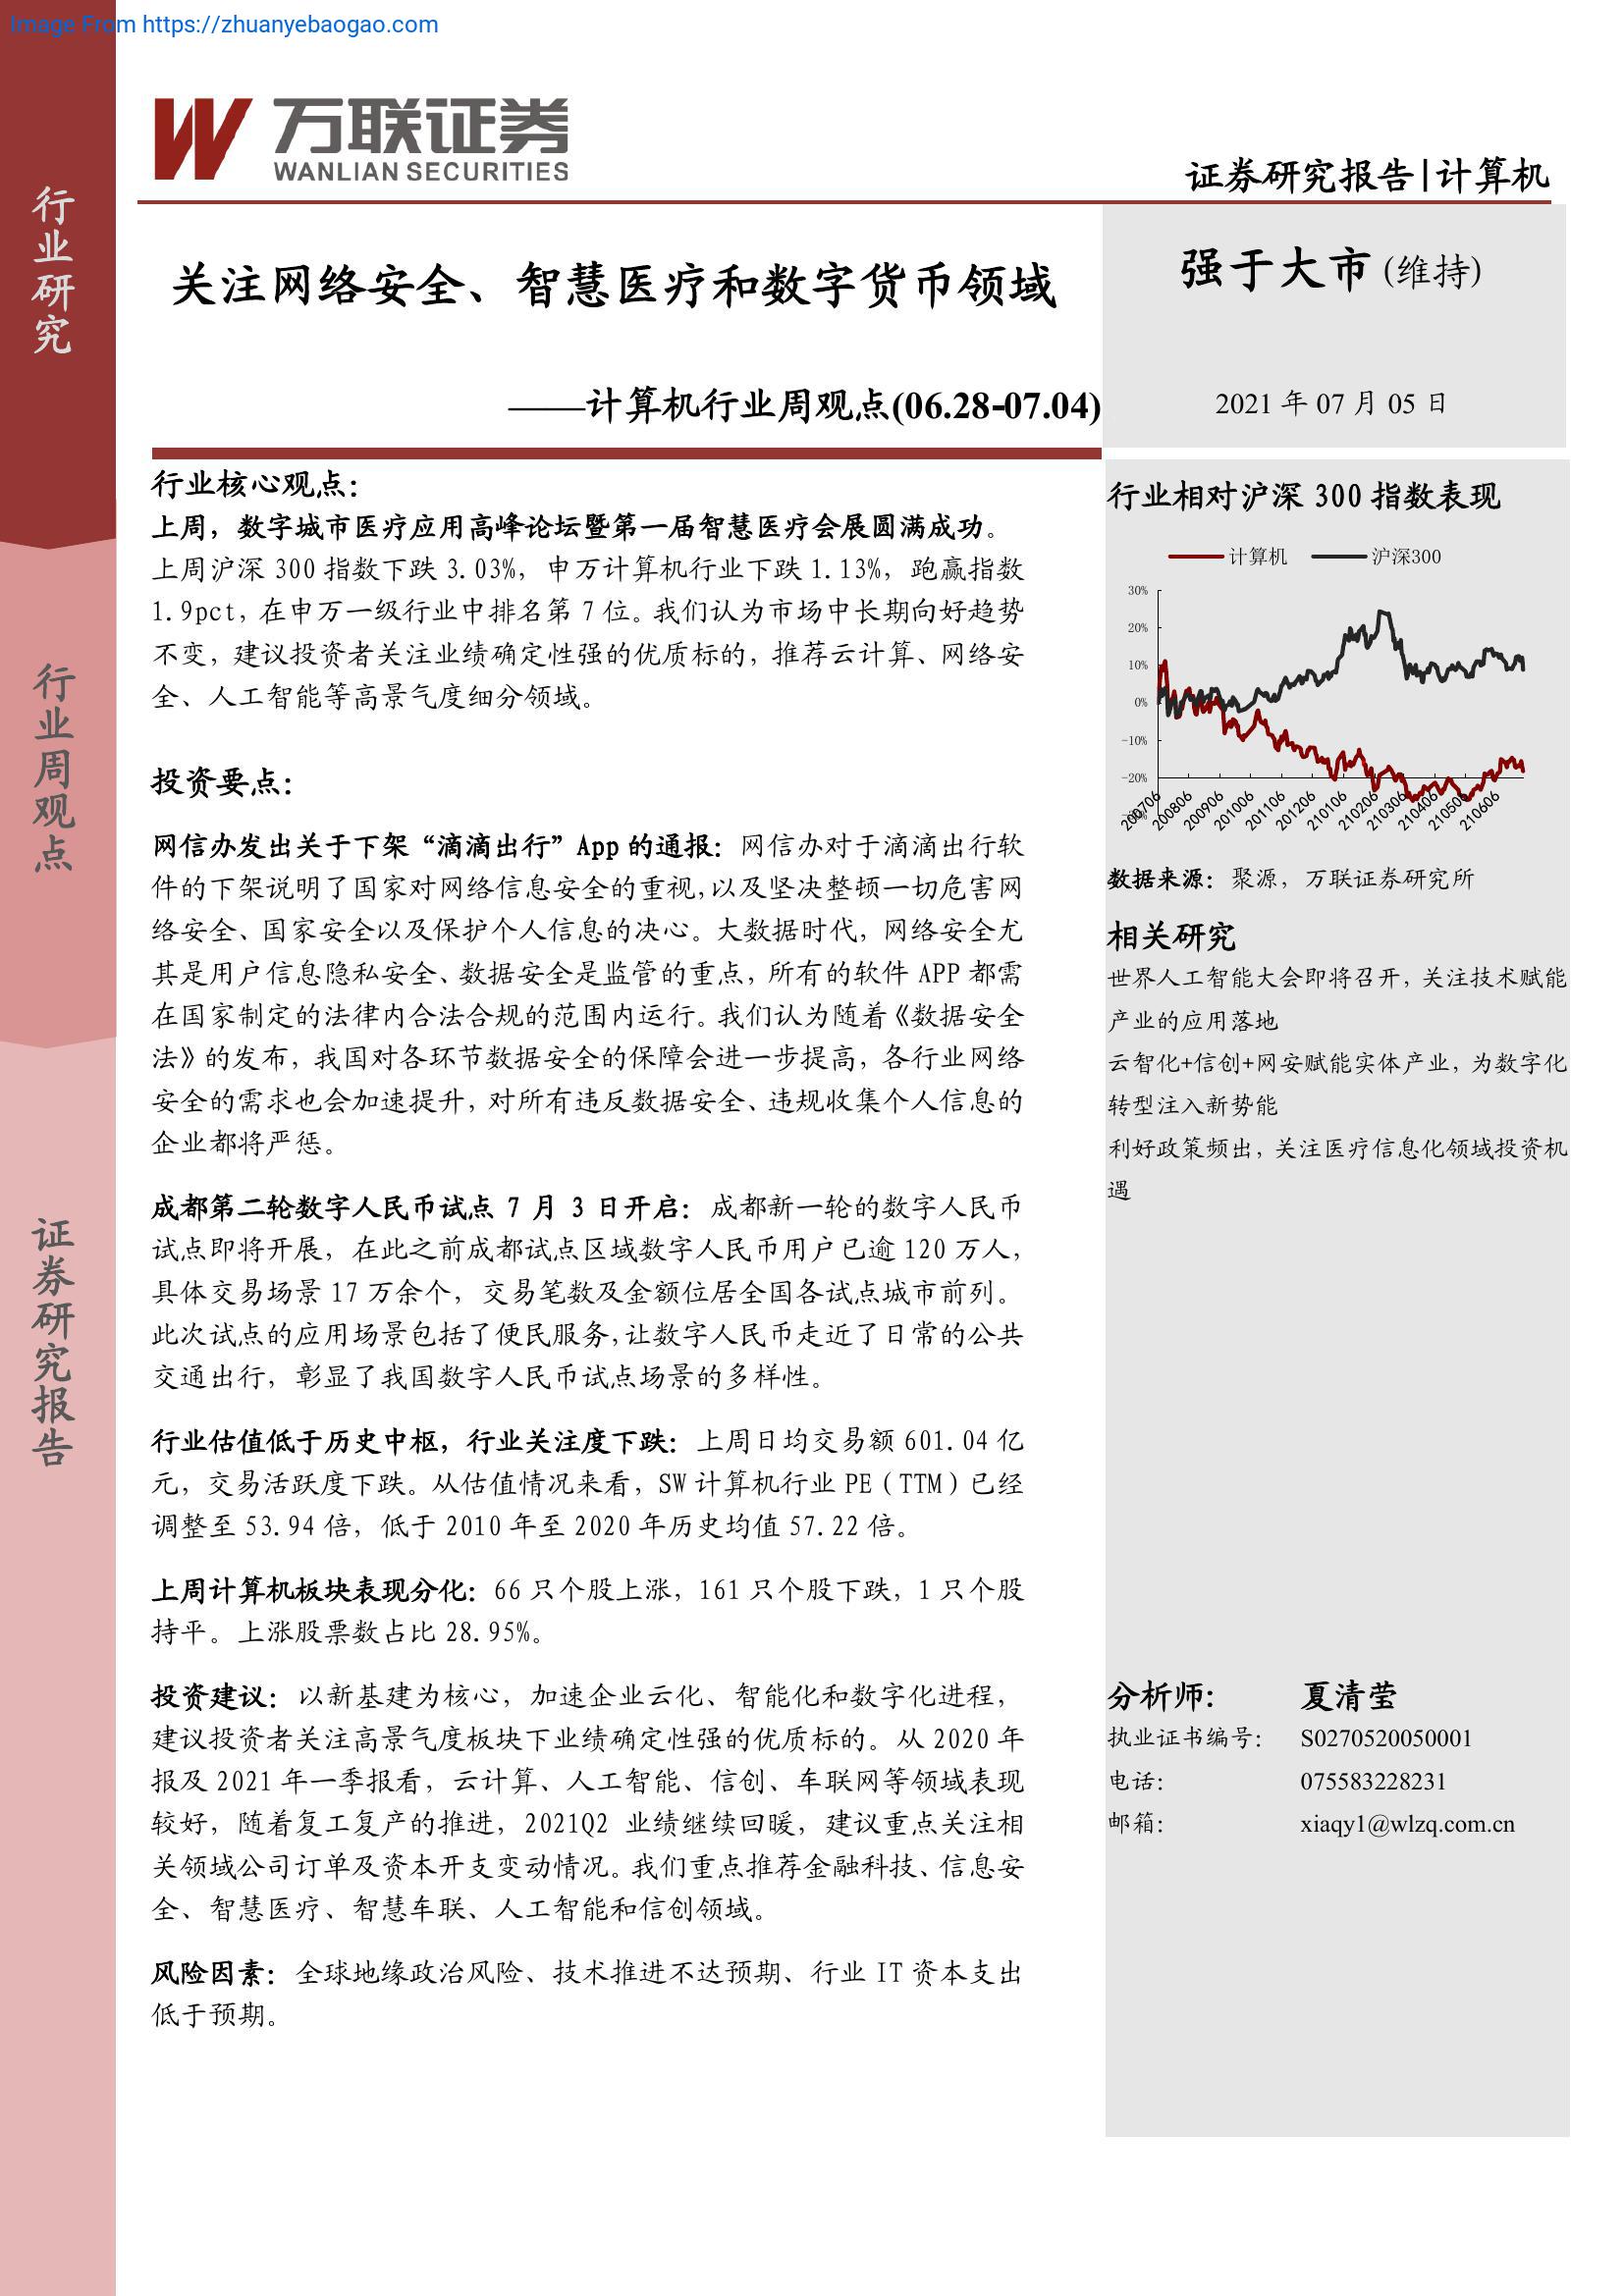 Image From https://zhuanyebaogao.com
万联证券
WANLIAN SECURITIES
证券研究报告|计算机
行业研究
行业周观点
证券研究报告
关注网络安全、智慧医疗和数字货币领域
——计算机行业周观点(06.28-07.04)
强于大市 (维持)
2021 年 07 月 05 日
行业核心观点：
上周，数字城市医疗应用高峰论坛暨第一届智慧医疗会展圆满成功。
上周沪深 300 指数下跌 3.03%，申万计算机行业下跌 1.13%，跑赢指数
1.9pct，在申万一级行业中排名第 7 位。我们认为市场中长期向好趋势
不变，建议投资者关注业绩确定性强的优质标的，推荐云计算、网络安
全、人工智能等高景气度细分领域。
投资要点：
网信办发出关于下架“滴滴出行”App 的通报：网信办对于滴滴出行软
件的下架说明了国家对网络信息安全的重视，以及坚决整顿一切危害网
络安全、国家安全以及保护个人信息的决心。大数据时代，网络安全尤
其是用户信息隐私安全、数据安全是监管的重点，所有的软件 APP 都需
在国家制定的法律内合法合规的范围内运行。我们认为随着《数据安全
法》的发布，我国对各环节数据安全的保障会进一步提高，各行业网络
安全的需求也会加速提升，对所有违反数据安全、违规收集个人信息的
企业都将严惩。
成都第二轮数字人民币试点 7 月 3 日开启：成都新一轮的数字人民币
试点即将开展，在此之前成都试点区域数字人民币用户已逾 120 万人，
具体交易场景 17 万余个，交易笔数及金额位居全国各试点城市前列。
此次试点的应用场景包括了便民服务，让数字人民币走近了日常的公共
交通出行，彰显了我国数字人民币试点场景的多样性。
行业估值低于历史中枢，行业关注度下跌：上周日均交易额 601.04 亿
元，交易活跃度下跌。从估值情况来看，SW 计算机行业 PE（TTM）已经
调整至 53.94 倍，低于 2010 年至 2020 年历史均值 57.22 倍。
上周计算机板块表现分化：66 只个股上涨，161 只个股下跌，1 只个股
持平。上涨股票数占比 28.95%。
投资建议：以新基建为核心，加速企业云化、智能化和数字化进程，
建议投资者关注高景气度板块下业绩确定性强的优质标的。从 2020 年
报及 2021 年一季报看，云计算、人工智能、信创、车联网等领域表现
较好，随着复工复产的推进，2021Q2 业绩继续回暖，建议重点关注相
关领域公司订单及资本开支变动情况。我们重点推荐金融科技、信息安
全、智慧医疗、智慧车联、人工智能和信创领域。
风险因素：全球地缘政治风险、技术推进不达预期、行业 IT 资本支出
低于预期。
行业相对沪深 300 指数表现
计算机 沪深300
30%
20%
10%
0%
-10%
-20%
200706 200806 200906 201006 201106 201206 210106 210206 210306 210406 210506 210606
数据来源：聚源，万联证券研究所
相关研究
世界人工智能大会即将召开，关注技术赋能
产业的应用落地
云智化+信创+网安赋能实体产业，为数字化
转型注入新势能
利好政策频出，关注医疗信息化领域投资机
遇
分析师: 夏清莹
执业证书编号: S0270520050001
电话: 075583228231
邮箱: xiaqy1@wlzq.com.cn